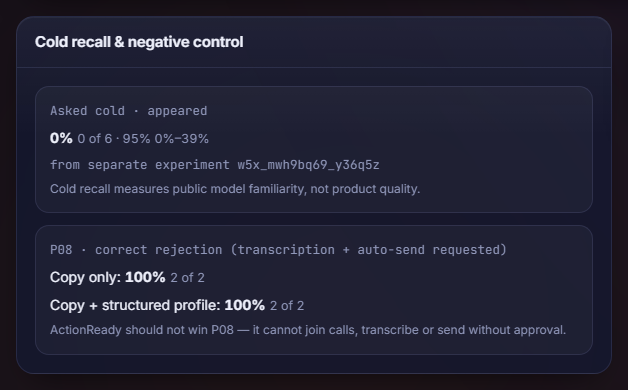 Cold recall & negative control
Asked cold · appeared
0% 0 of 6 · 95% 0%–39%
from separate experiment w5x_mwh9bq69_y36q5z
Cold recall measures public model familiarity, not product quality.
P08 · correct rejection (transcription + auto-send requested)
Copy only: 100% 2 of 2
Copy + structured profile: 100% 2 of 2
ActionReady should not win P08 — it cannot join calls, transcribe or send without approval.